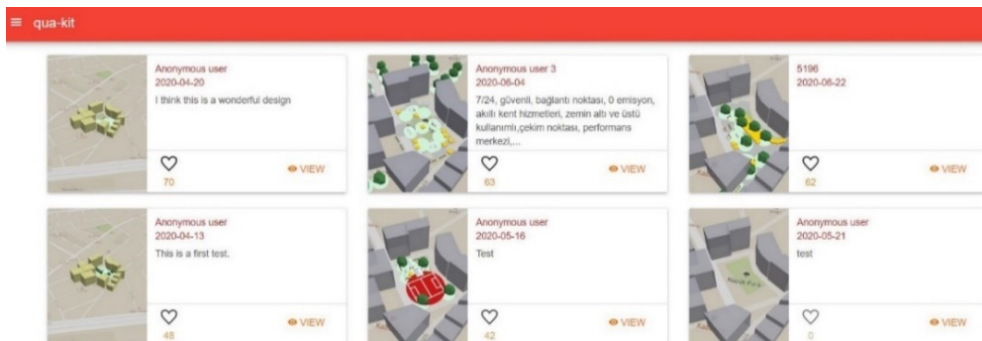 qua-kit
Anonymous user
2020-04-20
I think this is a wonderful design
70
VIEW
Anonymous user 3
2020-06-04
7/24, güvenli, bağlantı noktası, 0 emisyon,
akıllı kent hizmetleri, zemin altı ve üstü
kullanımlı,çekim noktası, performans
merkezi,...
63
VIEW
5196
2020-06-22
62
VIEW
Anonymous user
2020-04-13
This is a first test.
48
VIEW
Anonymous user
2020-05-16
Test
42
VIEW
Anonymous user
2020-05-21
test
0
VIEW